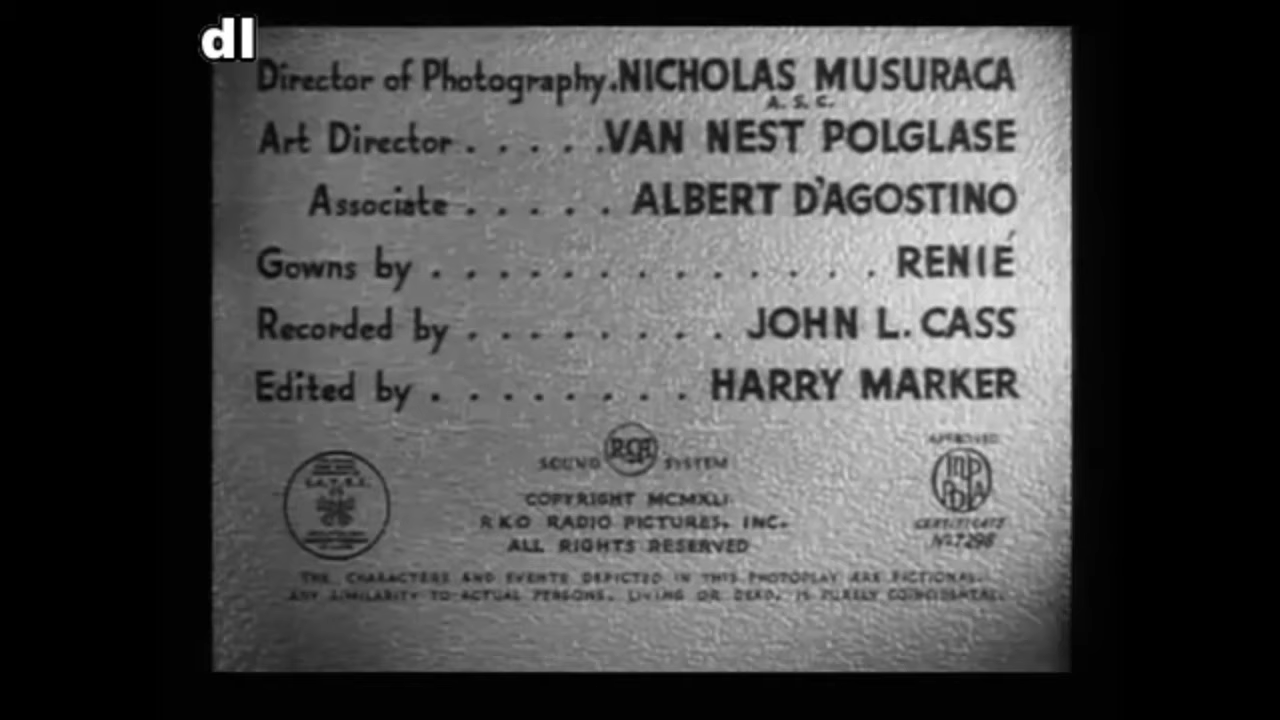 dl
Director of Photography.NICHOLAS MUSURACA
A. S. C.
Art Director . . . . .VAN NEST POLGLASE
Associate . . . . . ALBERT D'AGOSTINO
Gowns by . . . . . . . . . . . . . . RENIÉ
Recorded by . . . . . . . . JOHN L. CASS
Edited by . . . . . . . . HARRY MARKER
SOUND RCA SYSTEM
APPROVED
COPYRIGHT MCMXLI
RKO RADIO PICTURES, INC.
ALL RIGHTS RESERVED
CERTIFICATE
No 7298
THE CHARACTERS AND EVENTS DEPICTED IN THIS PHOTOPLAY ARE FICTIONAL.
ANY SIMILARITY TO ACTUAL PERSONS, LIVING OR DEAD, IS PURELY COINCIDENTAL.